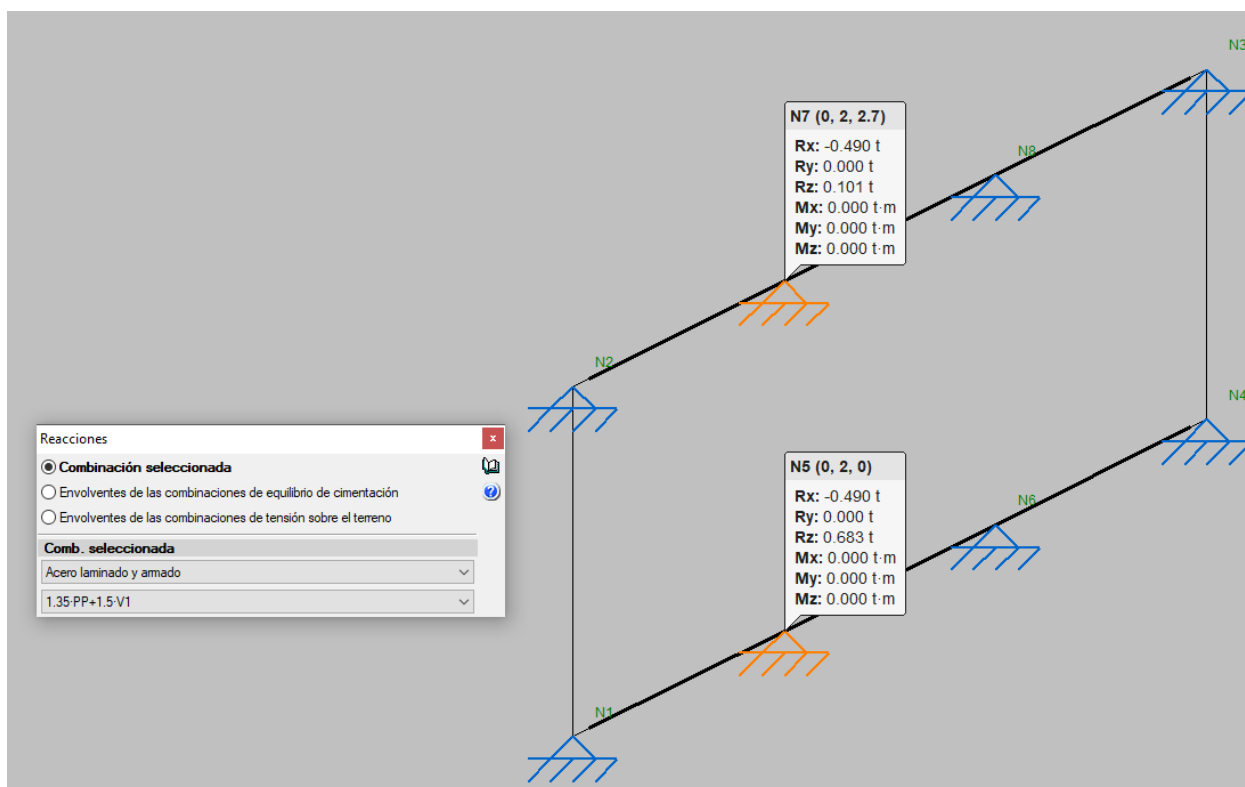 N3
N7 (0, 2, 2.7)
Rx: -0.490 t
Ry: 0.000 t
Rz: 0.101 t
Mx: 0.000 t·m
My: 0.000 t·m
Mz: 0.000 t·m
N8
N2
N4
Reacciones
x
Combinación seleccionada
Envolventes de las combinaciones de equilibrio de cimentación
?
Envolventes de las combinaciones de tensión sobre el terreno
Comb. seleccionada
Acero laminado y armado
1.35·PP+1.5·V1
N5 (0, 2, 0)
Rx: -0.490 t
Ry: 0.000 t
Rz: 0.683 t
Mx: 0.000 t·m
My: 0.000 t·m
Mz: 0.000 t·m
N6
N1